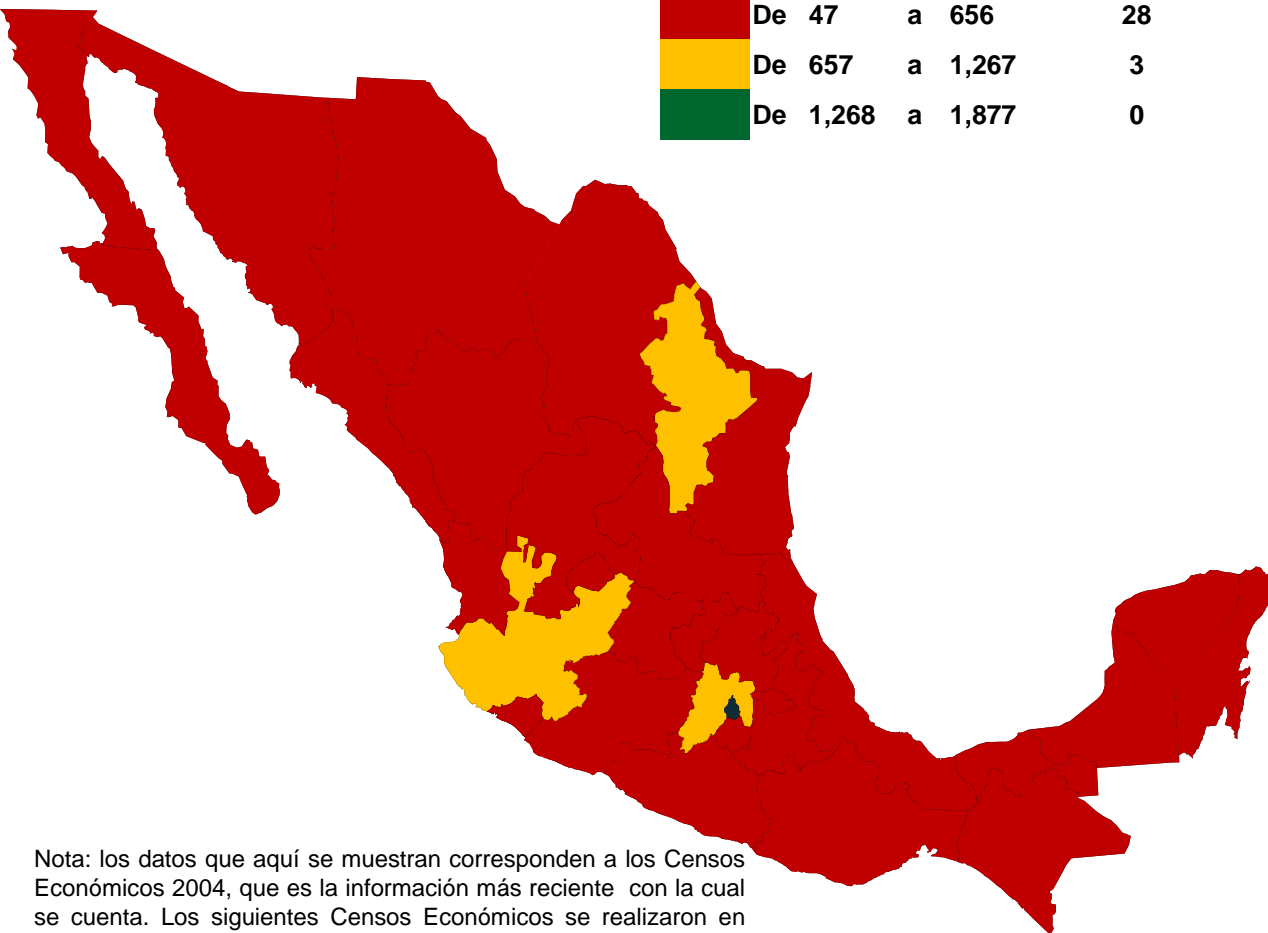 De 47 a 656 28
De 657 a 1,267 3
De 1,268 a 1,877 0
Nota: los datos que aquí se muestran corresponden a los Censos
Económicos 2004, que es la información más reciente con la cual
se cuenta. Los siguientes Censos Económicos se realizaron en